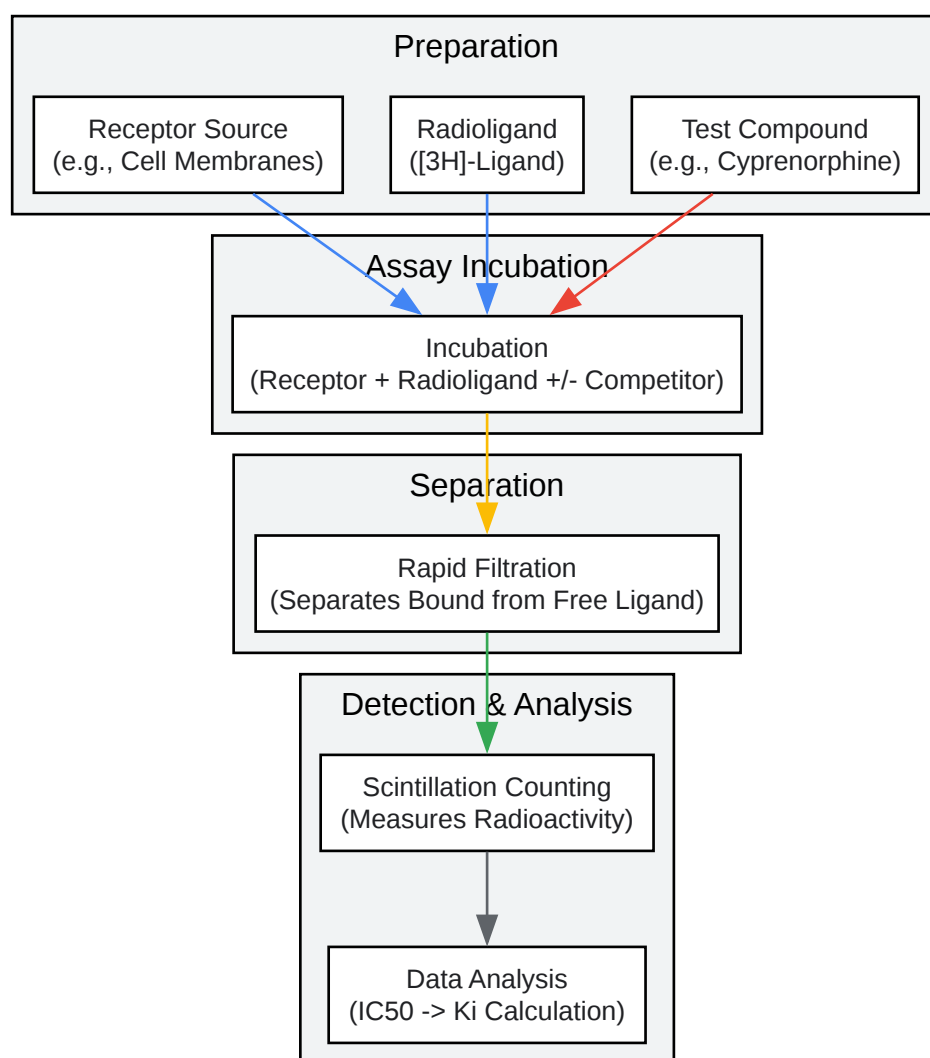 Preparation
Receptor Source
(e.g., Cell Membranes)
Radioligand
([3H]-Ligand)
Test Compound
(e.g., Cyprenorphine)
Assay Incubation
Incubation
(Receptor + Radioligand +/- Competitor)
Separation
Rapid Filtration
(Separates Bound from Free Ligand)
Detection & Analysis
Scintillation Counting
(Measures Radioactivity)
Data Analysis
(IC50 -> Ki Calculation)